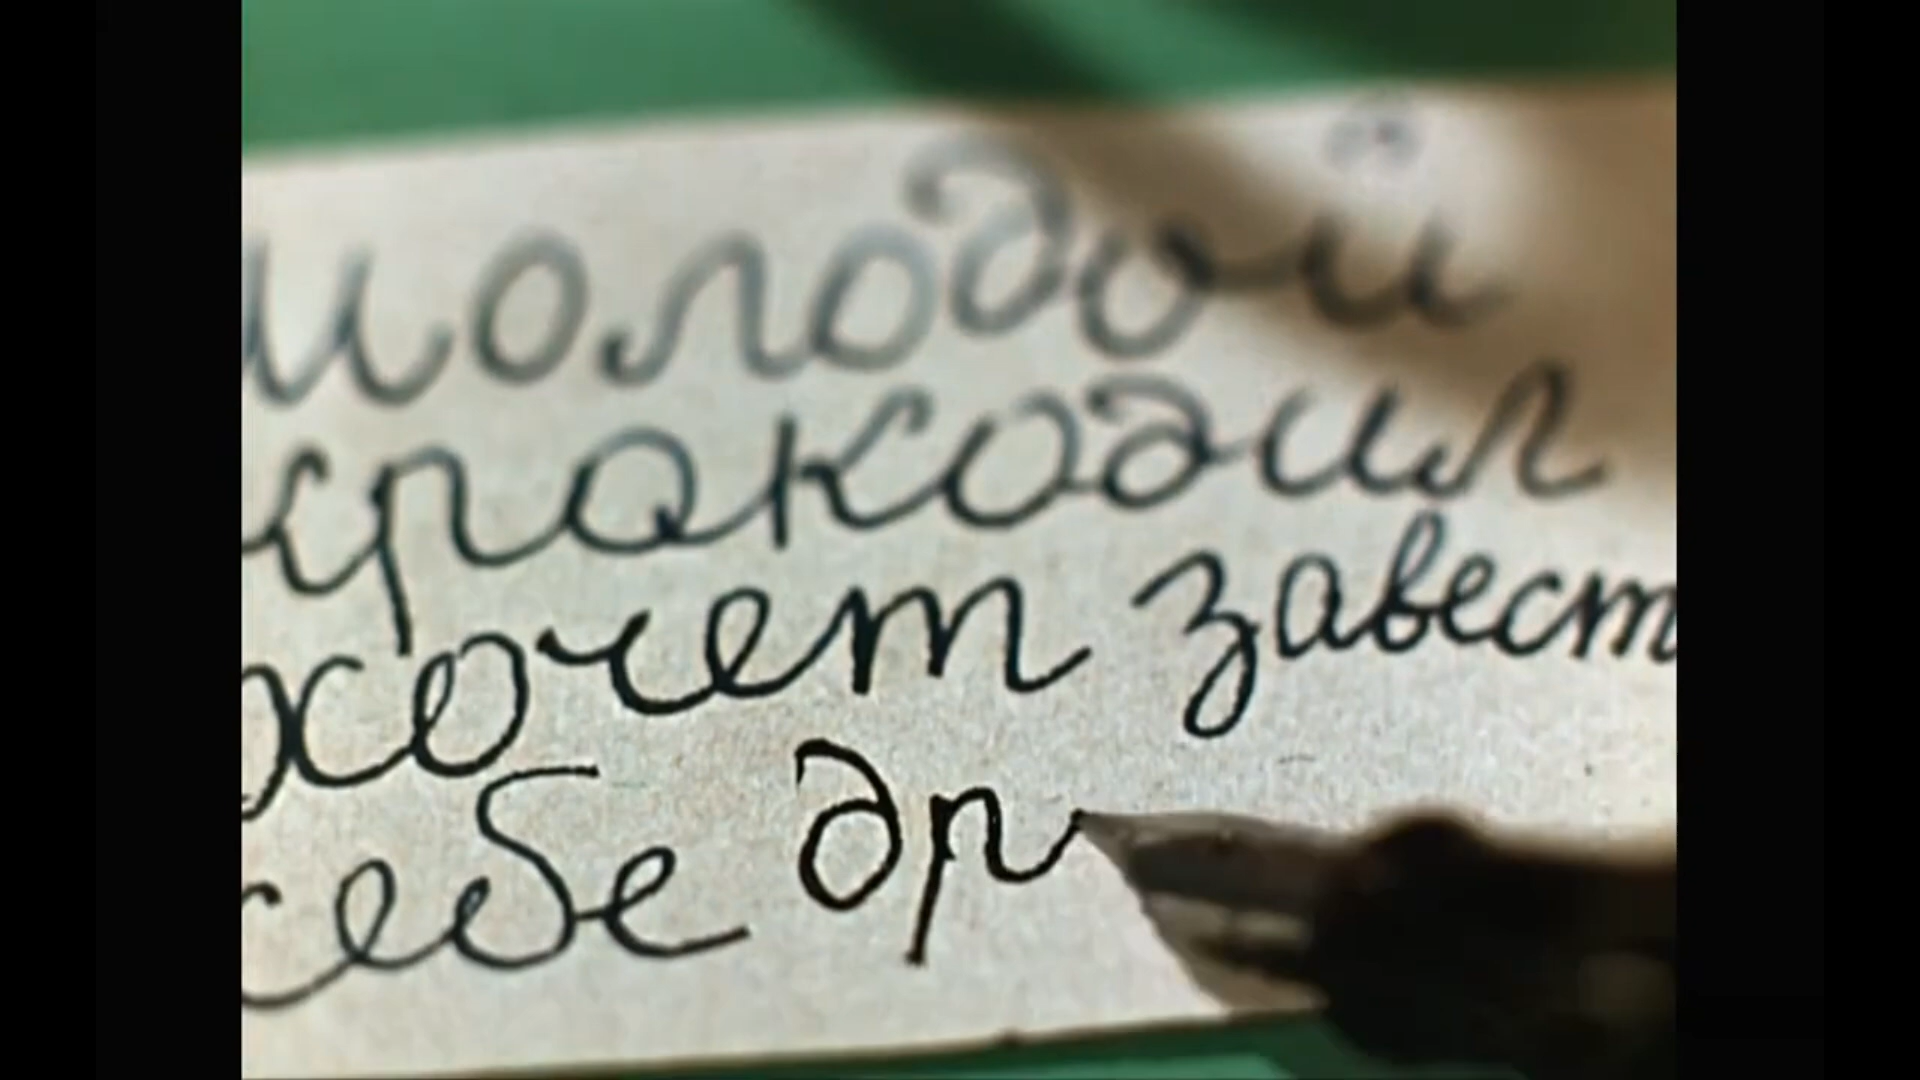 молодой
крокодил
хочет завест
себе др